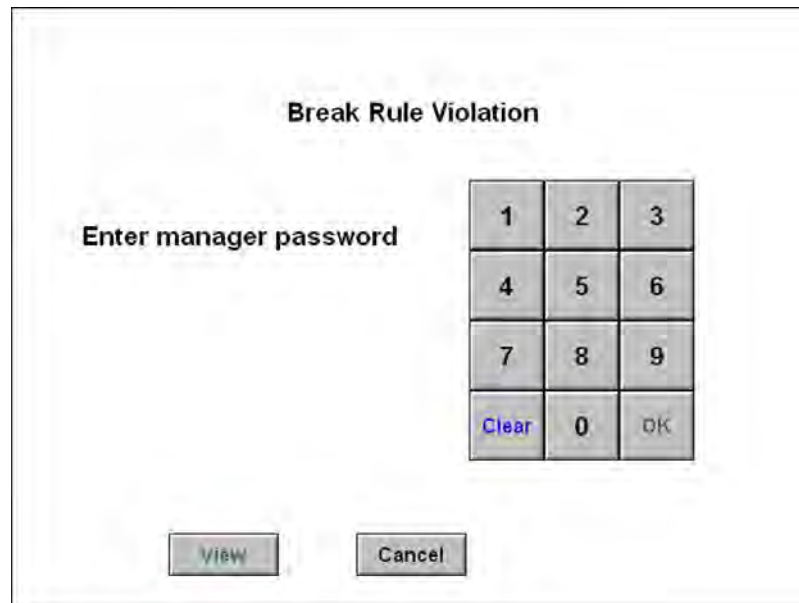 Break Rule Violation
Enter manager password
1 2 3
4 5 6
7 8 9
Clear 0 OK
View Cancel